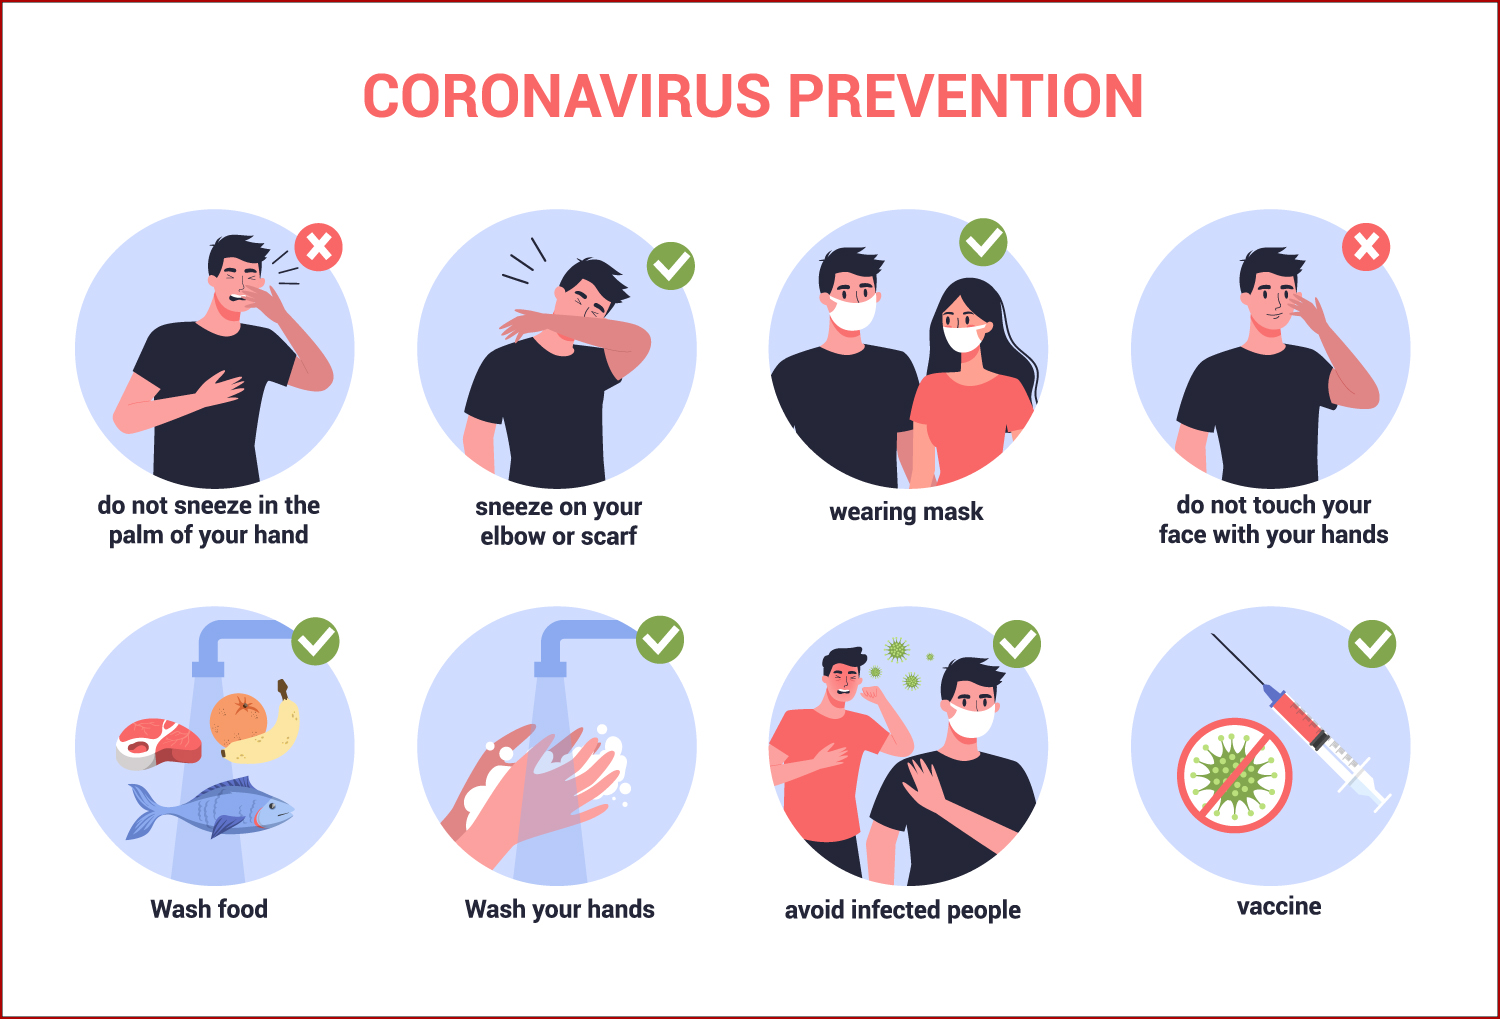 CORONAVIRUS PREVENTION
do not sneeze in the
palm of your hand
sneeze on your
elbow or scarf
wearing mask
do not touch your
face with your hands
Wash food
Wash your hands
avoid infected people
vaccine